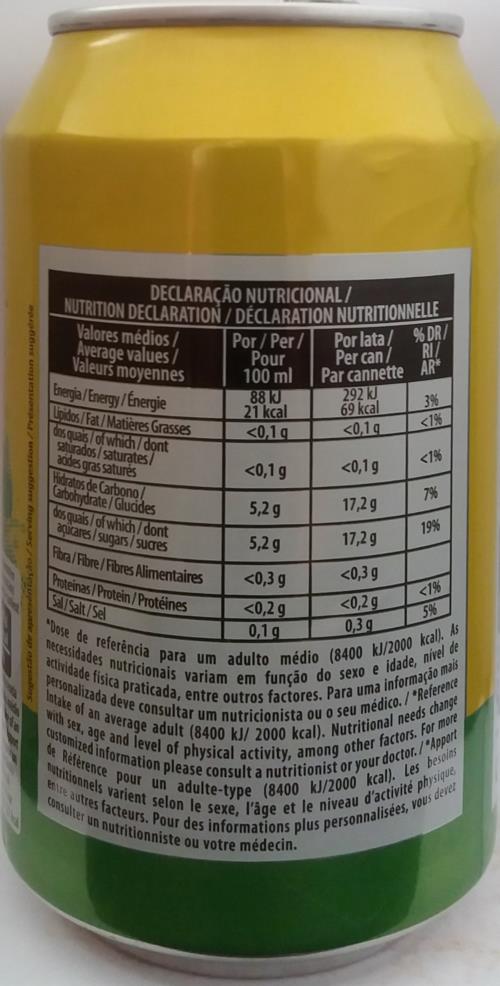 DECLARAÇÃO NUTRICIONAL /
NUTRITION DECLARATION / DÉCLARATION NUTRITIONNELLE
Valores médios / Average values / Valeurs moyennes
Por / Per / Pour 100 ml
Por lata / Per can / Par cannette
% DR / RI / AR*
Energia / Energy / Énergie 88 kJ 21 kcal 292 kJ 69 kcal 3%
Lípidos / Fat / Matières Grasses <0,1 g <0,1 g <1%
dos quais / of which / dont saturados / saturates / acides gras saturés <0,1 g <0,1 g <1%
Hidratos de Carbono / Carbohydrate / Glucides 5,2 g 17,2 g 7%
dos quais / of which / dont açúcares / sugars / sucres 5,2 g 17,2 g 19%
Fibra / Fibre / Fibres Alimentaires <0,3 g <0,3 g
Proteínas / Protein / Protéines <0,2 g <0,2 g <1%
Sal / Salt / Sel 0,1 g 0,3 g 5%
*Dose de referência para um adulto médio (8400 kJ/2000 kcal). As
necessidades nutricionais variam em função do sexo e idade, nível de
actividade física praticada, entre outros factores. Para uma informação mais
personalizada deve consultar um nutricionista ou o seu médico. / *Reference
Intake of an average adult (8400 kJ/ 2000 kcal). Nutritional needs change
with sex, age and level of physical activity, among other factors. For more
customized information please consult a nutritionist or your doctor. / *Apport
de Référence pour un adulte-type (8400 kJ/2000 kcal). Les besoins
nutritionnels varient selon le sexe, l'âge et le niveau d'activité physique,
entre autres facteurs. Pour des informations plus personnalisées, vous devez
consulter un nutritionniste ou votre médecin.
Sugestão de apresentação / Serving suggestion / Présentation suggérée